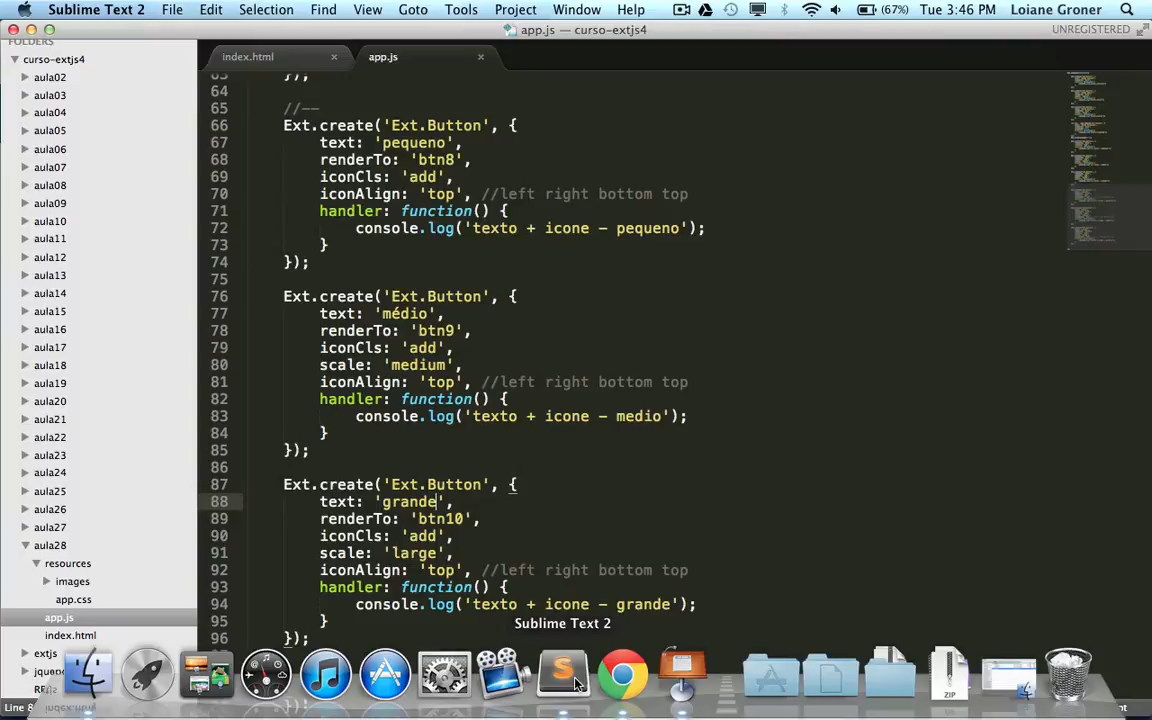 Sublime Text 2 File Edit Selection Find View Goto Tools Project Window Help (67%) Tue 3:46 PM Loiane Groner
app.js — curso-extjs4
UNREGISTERED
FOLDERS
curso-extjs4
aula02
aula03
aula04
aula05
aula06
aula07
aula08
aula09
aula10
aula11
aula12
aula13
aula14
aula15
aula16
aula17
aula18
aula19
aula20
aula21
aula22
aula23
aula24
aula25
aula26
aula27
aula28
resources
images
app.css
app.js
index.html
extjs
index.html
app.js
63 });
64
65 //--
66 Ext.create('Ext.Button', {
67 text: 'pequeno',
68 renderTo: 'btn8',
69 iconCls: 'add',
70 iconAlign: 'top', //left right bottom top
71 handler: function() {
72 console.log('texto + icone - pequeno');
73 }
74 });
75
76 Ext.create('Ext.Button', {
77 text: 'médio',
78 renderTo: 'btn9',
79 iconCls: 'add',
80 scale: 'medium',
81 iconAlign: 'top', //left right bottom top
82 handler: function() {
83 console.log('texto + icone - medio');
84 }
85 });
86
87 Ext.create('Ext.Button', {
88 text: 'grande',
89 renderTo: 'btn10',
90 iconCls: 'add',
91 scale: 'large',
92 iconAlign: 'top', //left right bottom top
93 handler: function() {
94 console.log('texto + icone - grande');
95 }
96 });
Sublime Text 2
ZIP